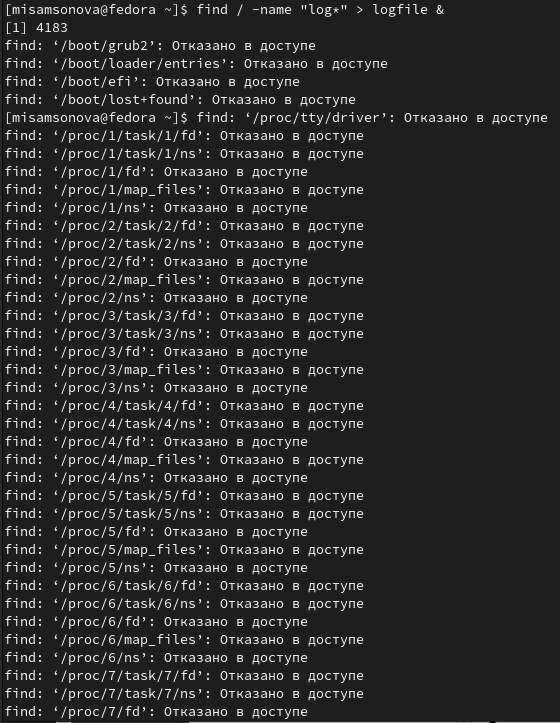 [misamsonova@fedora ~]$ find / -name "log*" > logfile &
[1] 4183
find: ‘/boot/grub2’: Отказано в доступе
find: ‘/boot/loader/entries’: Отказано в доступе
find: ‘/boot/efi’: Отказано в доступе
find: ‘/boot/lost+found’: Отказано в доступе
[misamsonova@fedora ~]$ find: ‘/proc/tty/driver’: Отказано в доступе
find: ‘/proc/1/task/1/fd’: Отказано в доступе
find: ‘/proc/1/task/1/ns’: Отказано в доступе
find: ‘/proc/1/fd’: Отказано в доступе
find: ‘/proc/1/map_files’: Отказано в доступе
find: ‘/proc/1/ns’: Отказано в доступе
find: ‘/proc/2/task/2/fd’: Отказано в доступе
find: ‘/proc/2/task/2/ns’: Отказано в доступе
find: ‘/proc/2/fd’: Отказано в доступе
find: ‘/proc/2/map_files’: Отказано в доступе
find: ‘/proc/2/ns’: Отказано в доступе
find: ‘/proc/3/task/3/fd’: Отказано в доступе
find: ‘/proc/3/task/3/ns’: Отказано в доступе
find: ‘/proc/3/fd’: Отказано в доступе
find: ‘/proc/3/map_files’: Отказано в доступе
find: ‘/proc/3/ns’: Отказано в доступе
find: ‘/proc/4/task/4/fd’: Отказано в доступе
find: ‘/proc/4/task/4/ns’: Отказано в доступе
find: ‘/proc/4/fd’: Отказано в доступе
find: ‘/proc/4/map_files’: Отказано в доступе
find: ‘/proc/4/ns’: Отказано в доступе
find: ‘/proc/5/task/5/fd’: Отказано в доступе
find: ‘/proc/5/task/5/ns’: Отказано в доступе
find: ‘/proc/5/fd’: Отказано в доступе
find: ‘/proc/5/map_files’: Отказано в доступе
find: ‘/proc/5/ns’: Отказано в доступе
find: ‘/proc/6/task/6/fd’: Отказано в доступе
find: ‘/proc/6/task/6/ns’: Отказано в доступе
find: ‘/proc/6/fd’: Отказано в доступе
find: ‘/proc/6/map_files’: Отказано в доступе
find: ‘/proc/6/ns’: Отказано в доступе
find: ‘/proc/7/task/7/fd’: Отказано в доступе
find: ‘/proc/7/task/7/ns’: Отказано в доступе
find: ‘/proc/7/fd’: Отказано в доступе